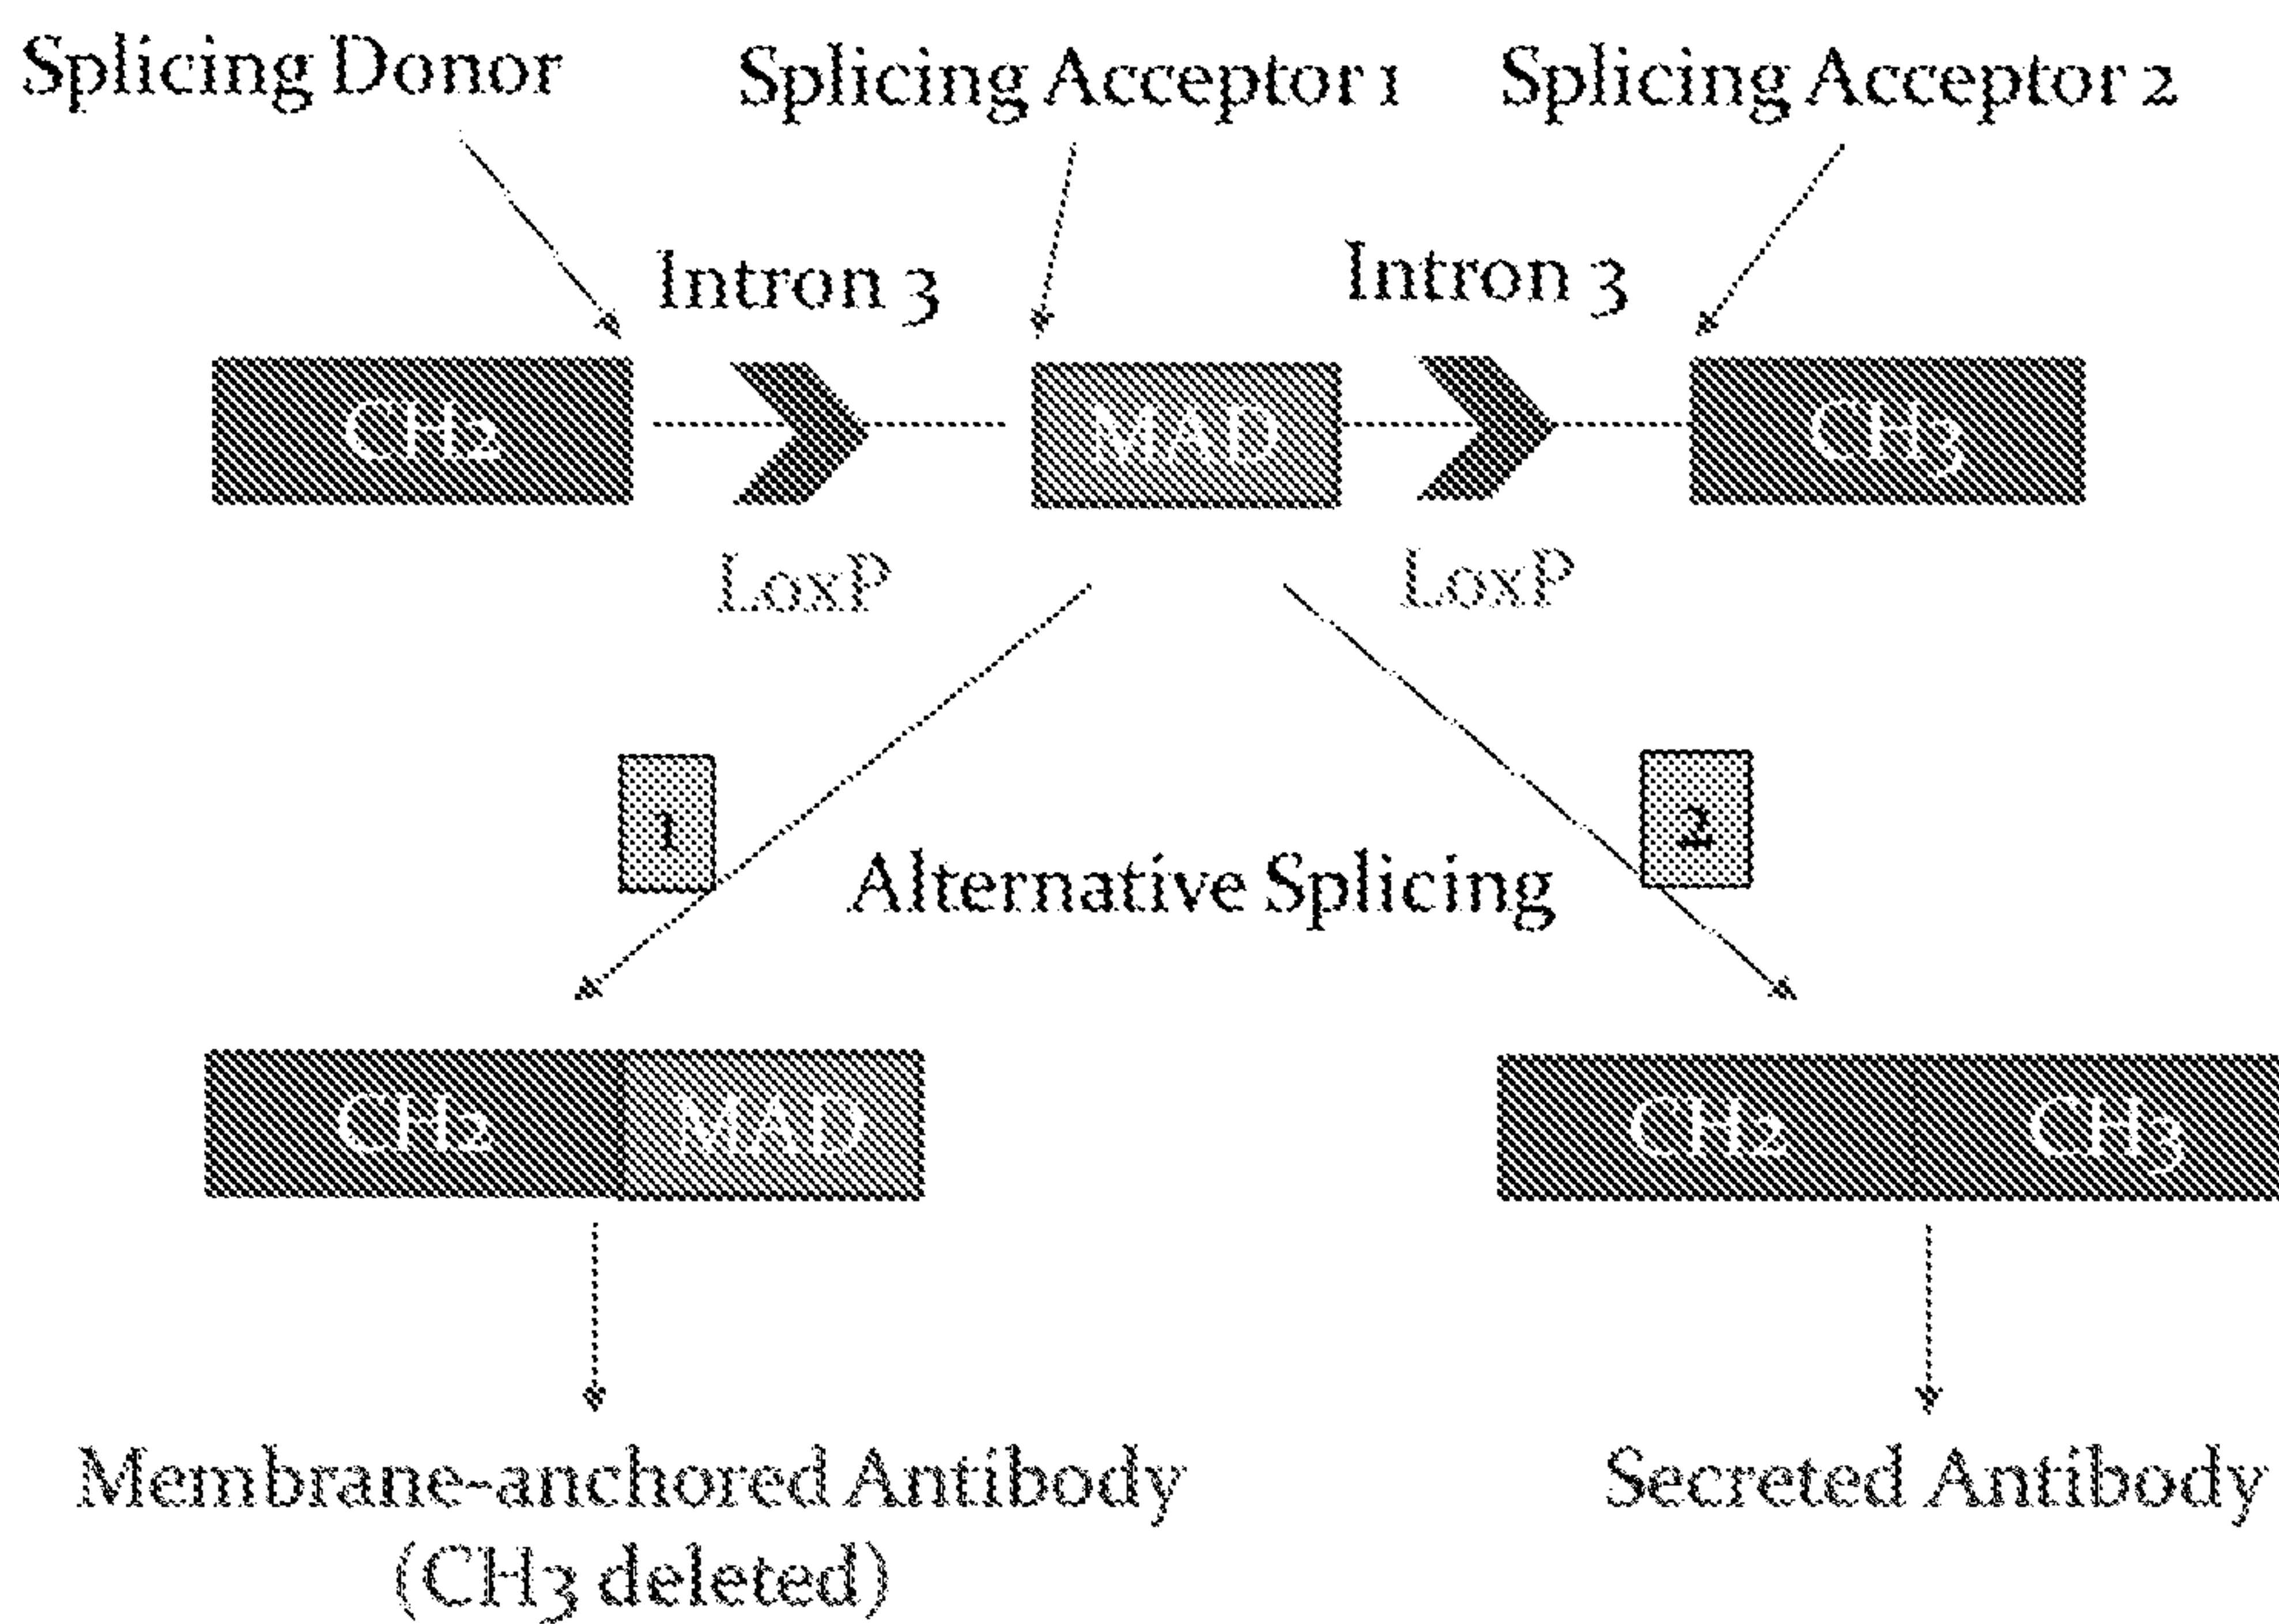 Splicing Donor
Splicing Acceptor 1
Splicing Acceptor 2
Intron 3
Intron 3
CH2
MAD
CH3
LoxP
LoxP
1
2
Alternative Splicing
CH2
MAD
CH2
CH3
Membrane-anchored Antibody
(CH3 deleted)
Secreted Antibody